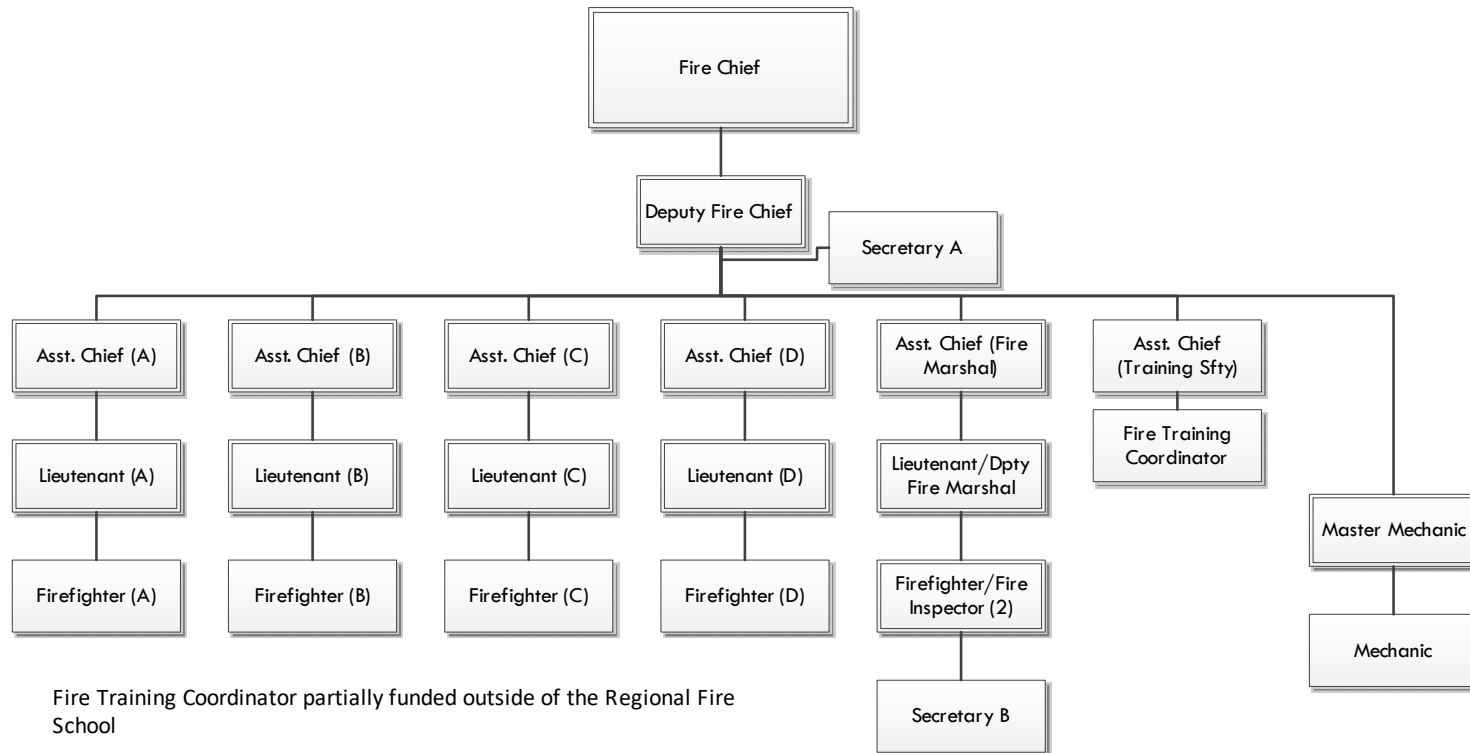 Fire Chief
Deputy Fire Chief
Secretary A
Asst. Chief (A)
Asst. Chief (B)
Asst. Chief (C)
Asst. Chief (D)
Asst. Chief (Fire
Marshal)
Asst. Chief
(Training Sfty)
Lieutenant (A)
Lieutenant (B)
Lieutenant (C)
Lieutenant (D)
Lieutenant/Dpty
Fire Marshal
Fire Training
Coordinator
Master Mechanic
Firefighter (A)
Firefighter (B)
Firefighter (C)
Firefighter (D)
Firefighter/Fire
Inspector (2)
Mechanic
Secretary B
Fire Training Coordinator partially funded outside of the Regional Fire
School